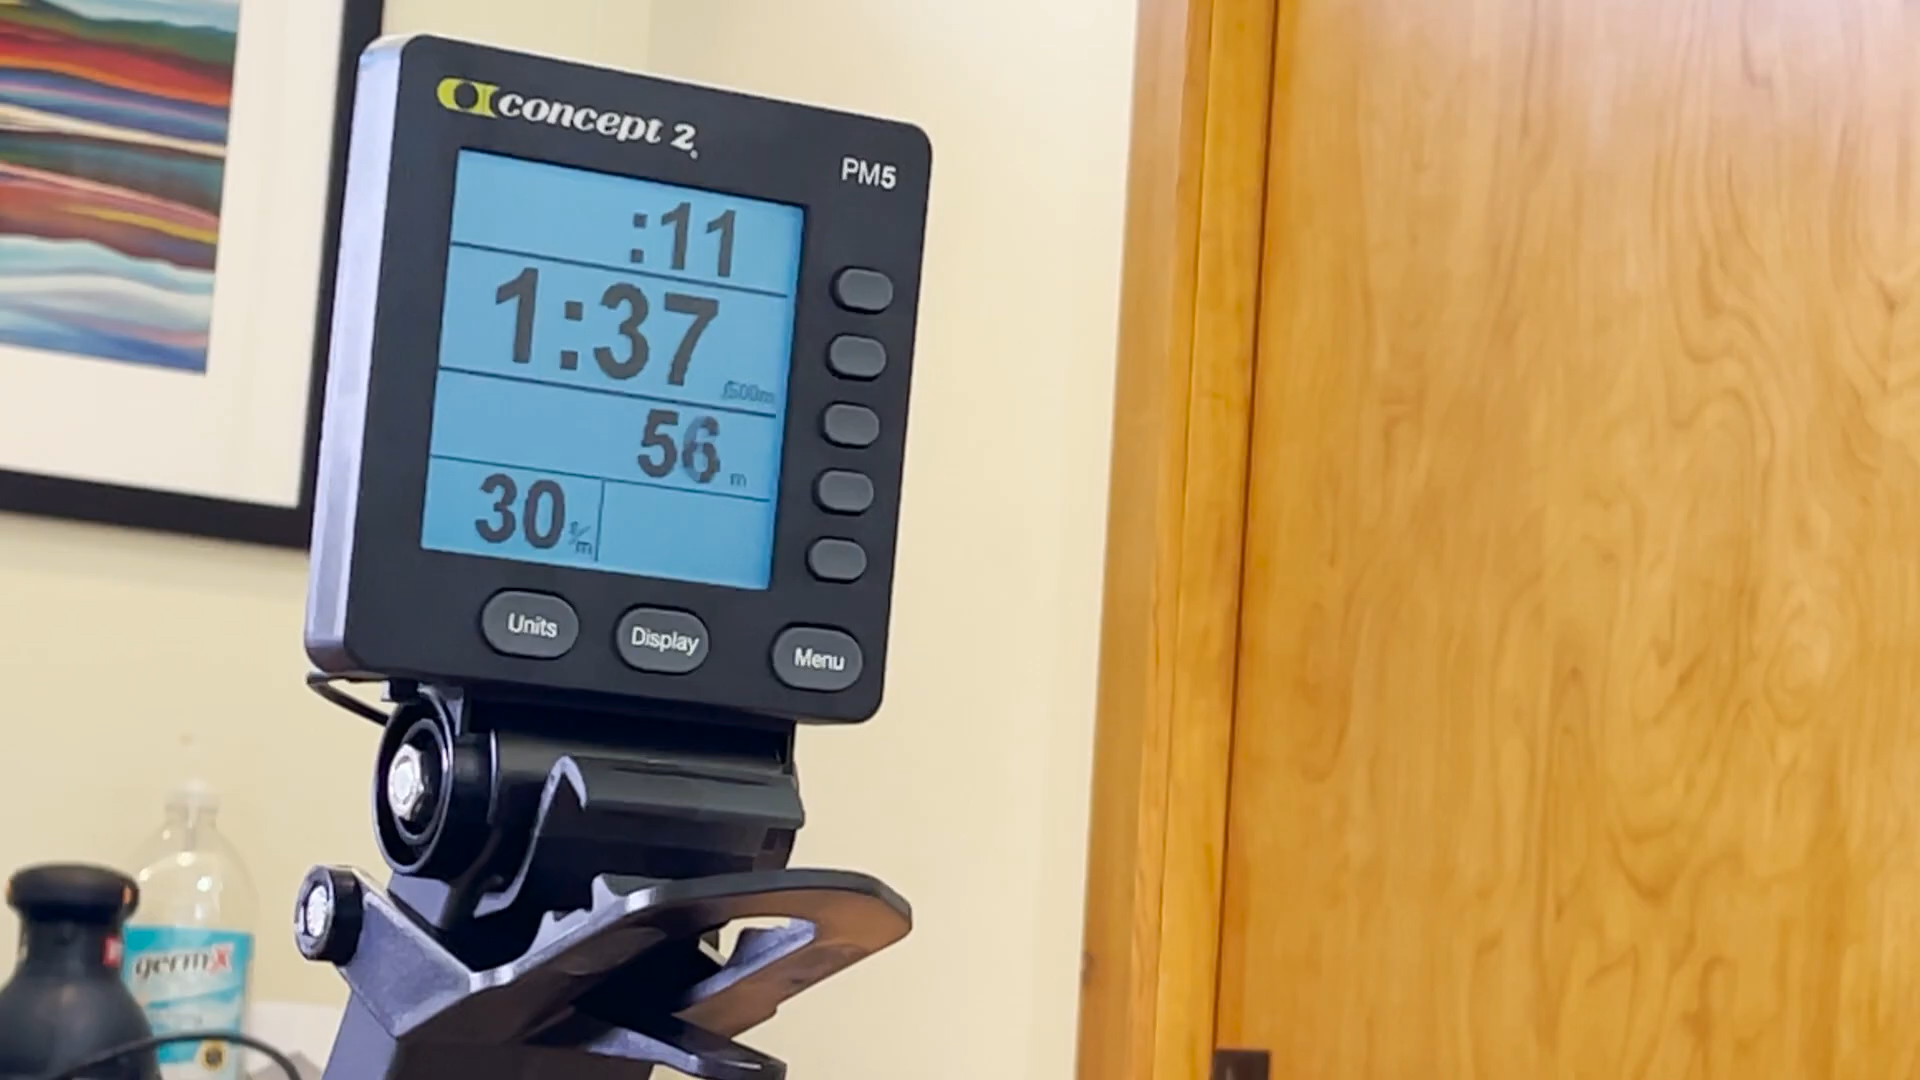 concept 2
PM5
:11
1:37 /500m
56 m
30 s/m
Units Display Menu
germx